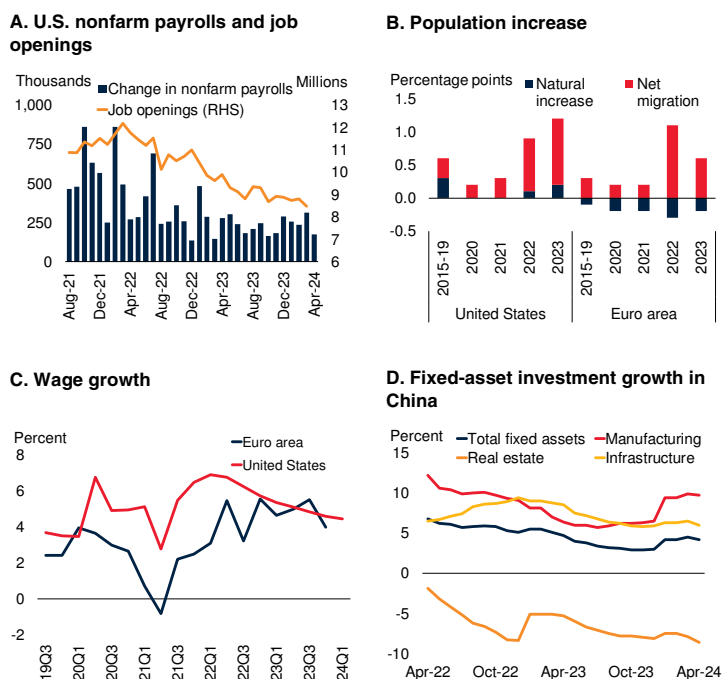 A. U.S. nonfarm payrolls and job
openings
Thousands
Millions
Change in nonfarm payrolls
Job openings (RHS)
1,000
750
500
250
0
13
12
11
10
9
8
7
6
Aug-21
Dec-21
Apr-22
Aug-22
Dec-22
Apr-23
Aug-23
Dec-23
Apr-24
B. Population increase
Percentage points
Natural
increase
Net
migration
1.5
1.0
0.5
0.0
-0.5
2015-19
2020
2021
2022
2023
2015-19
2020
2021
2022
2023
United States
Euro area
C. Wage growth
Percent
Euro area
United States
8
6
4
2
0
-2
19Q3
20Q1
20Q3
21Q1
21Q3
22Q1
22Q3
23Q1
23Q3
24Q1
D. Fixed-asset investment growth in
China
Percent
Total fixed assets
Manufacturing
Real estate
Infrastructure
15
10
5
0
-5
-10
Apr-22
Oct-22
Apr-23
Oct-23
Apr-24